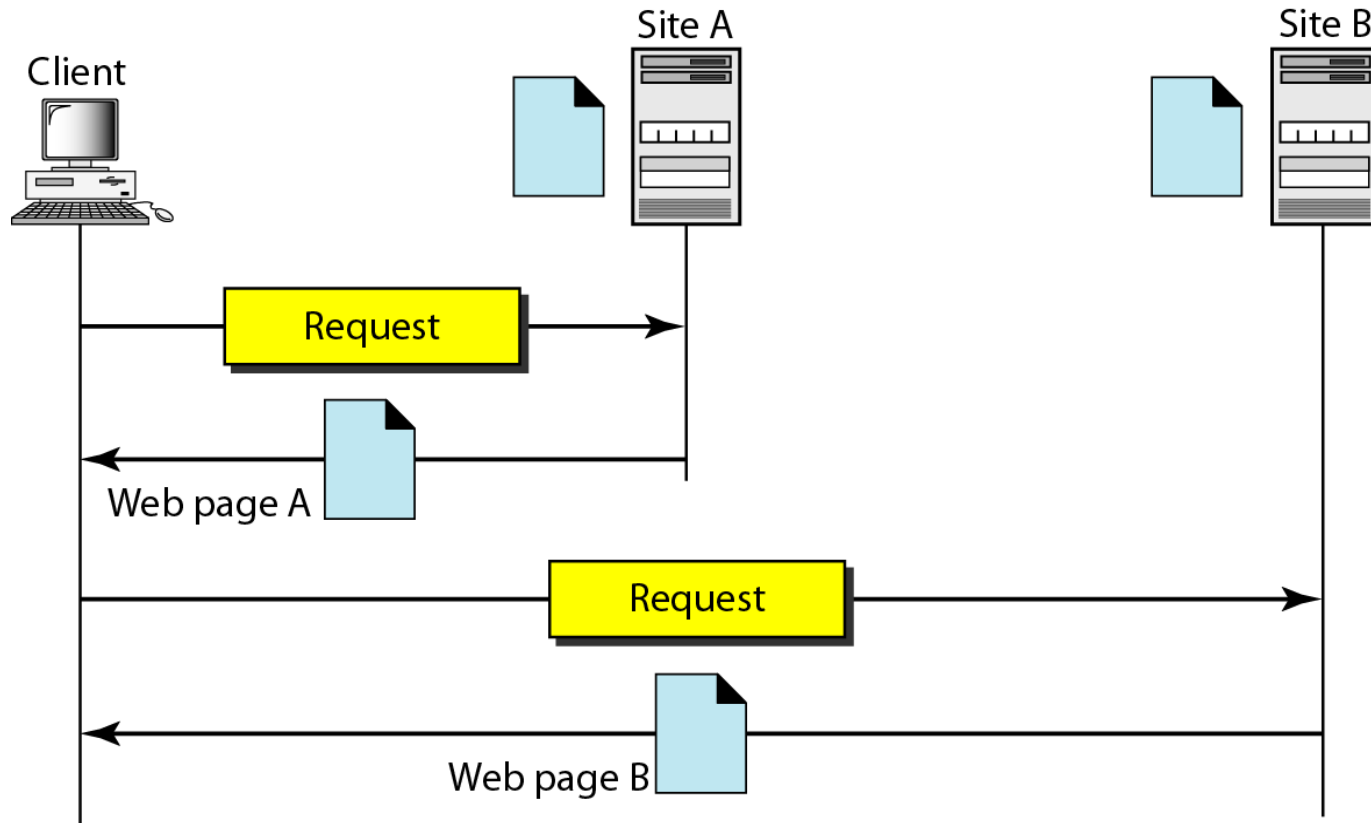 Site A
Site B
Client
Request
Web page A
Request
Web page B